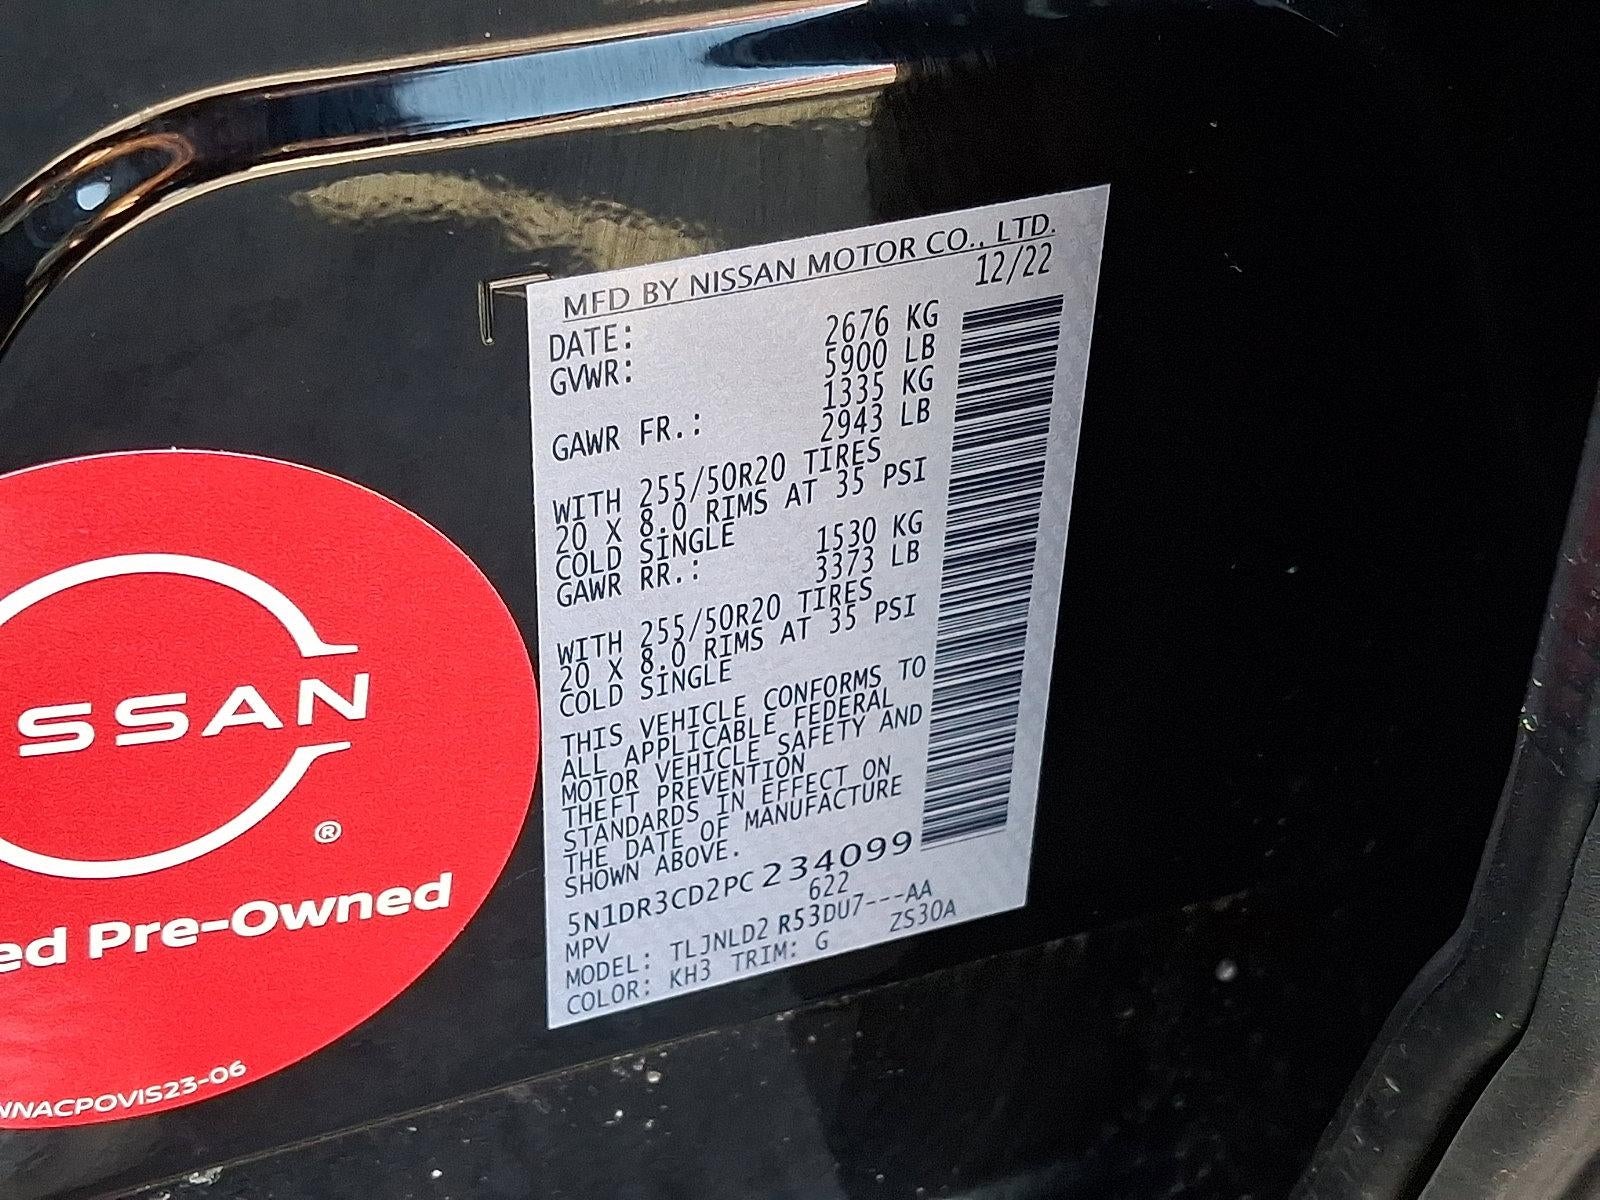 MFD BY NISSAN MOTOR CO., LTD.
DATE: 12/22
GVWR: 2676 KG
5900 LB
GAWR FR.: 1335 KG
2943 LB
WITH 255/50R20 TIRES
20 X 8.0 RIMS AT 35 PSI
COLD SINGLE
GAWR RR.: 1530 KG
3373 LB
WITH 255/50R20 TIRES
20 X 8.0 RIMS AT 35 PSI
COLD SINGLE
THIS VEHICLE CONFORMS TO
ALL APPLICABLE FEDERAL
MOTOR VEHICLE SAFETY AND
THEFT PREVENTION
STANDARDS IN EFFECT ON
THE DATE OF MANUFACTURE
SHOWN ABOVE.
5N1DR3CD2PC234099
MPV 622
MODEL: TLJNLD2 R53DU7---AA
COLOR: KH3 TRIM: G ZS30A
SSAN
®
ed Pre-Owned
NNACPOVIS23-06